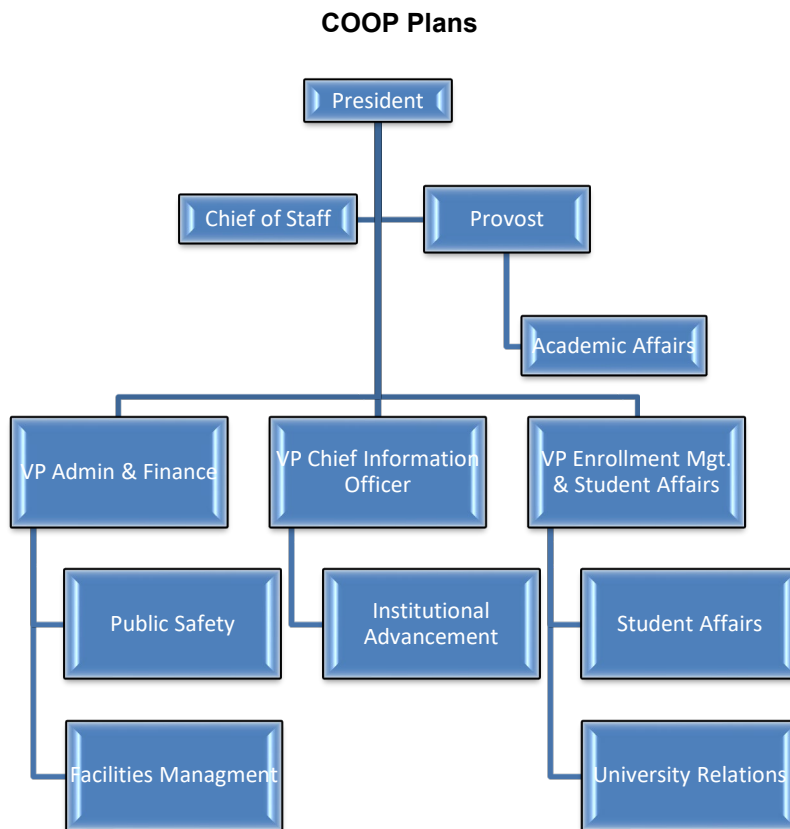 COOP Plans
President
Chief of Staff
Provost
Academic Affairs
VP Admin & Finance
VP Chief Information
Officer
VP Enrollment Mgt.
& Student Affairs
Public Safety
Institutional
Advancement
Student Affairs
Facilities Managment
University Relations